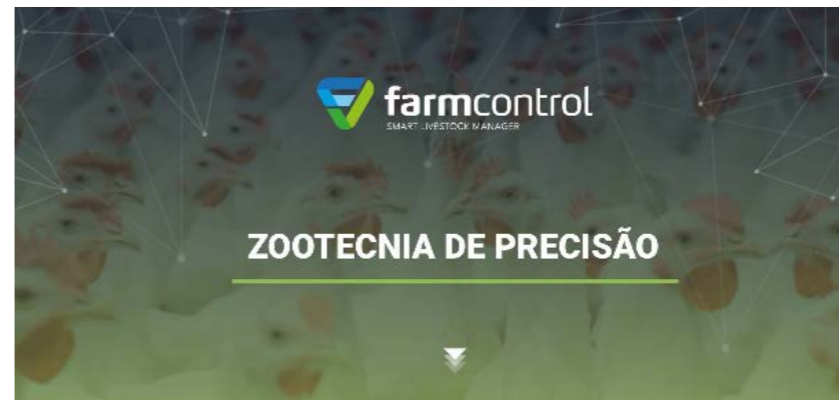 farmcontrol
SMART LIVESTOCK MANAGER
ZOOTECNIA DE PRECISÃO